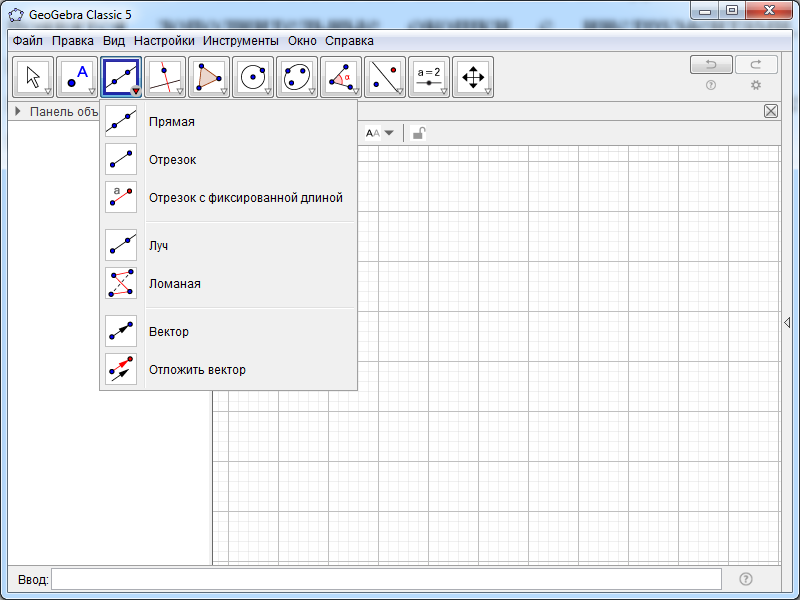 GeoGebra Classic 5
Файл Правка Вид Настройки Инструменты Окно Справка
A
α
a = 2
Панель объ
AA
Прямая
Отрезок
a
Отрезок с фиксированной длиной
Луч
Ломаная
Вектор
Отложить вектор
Ввод: